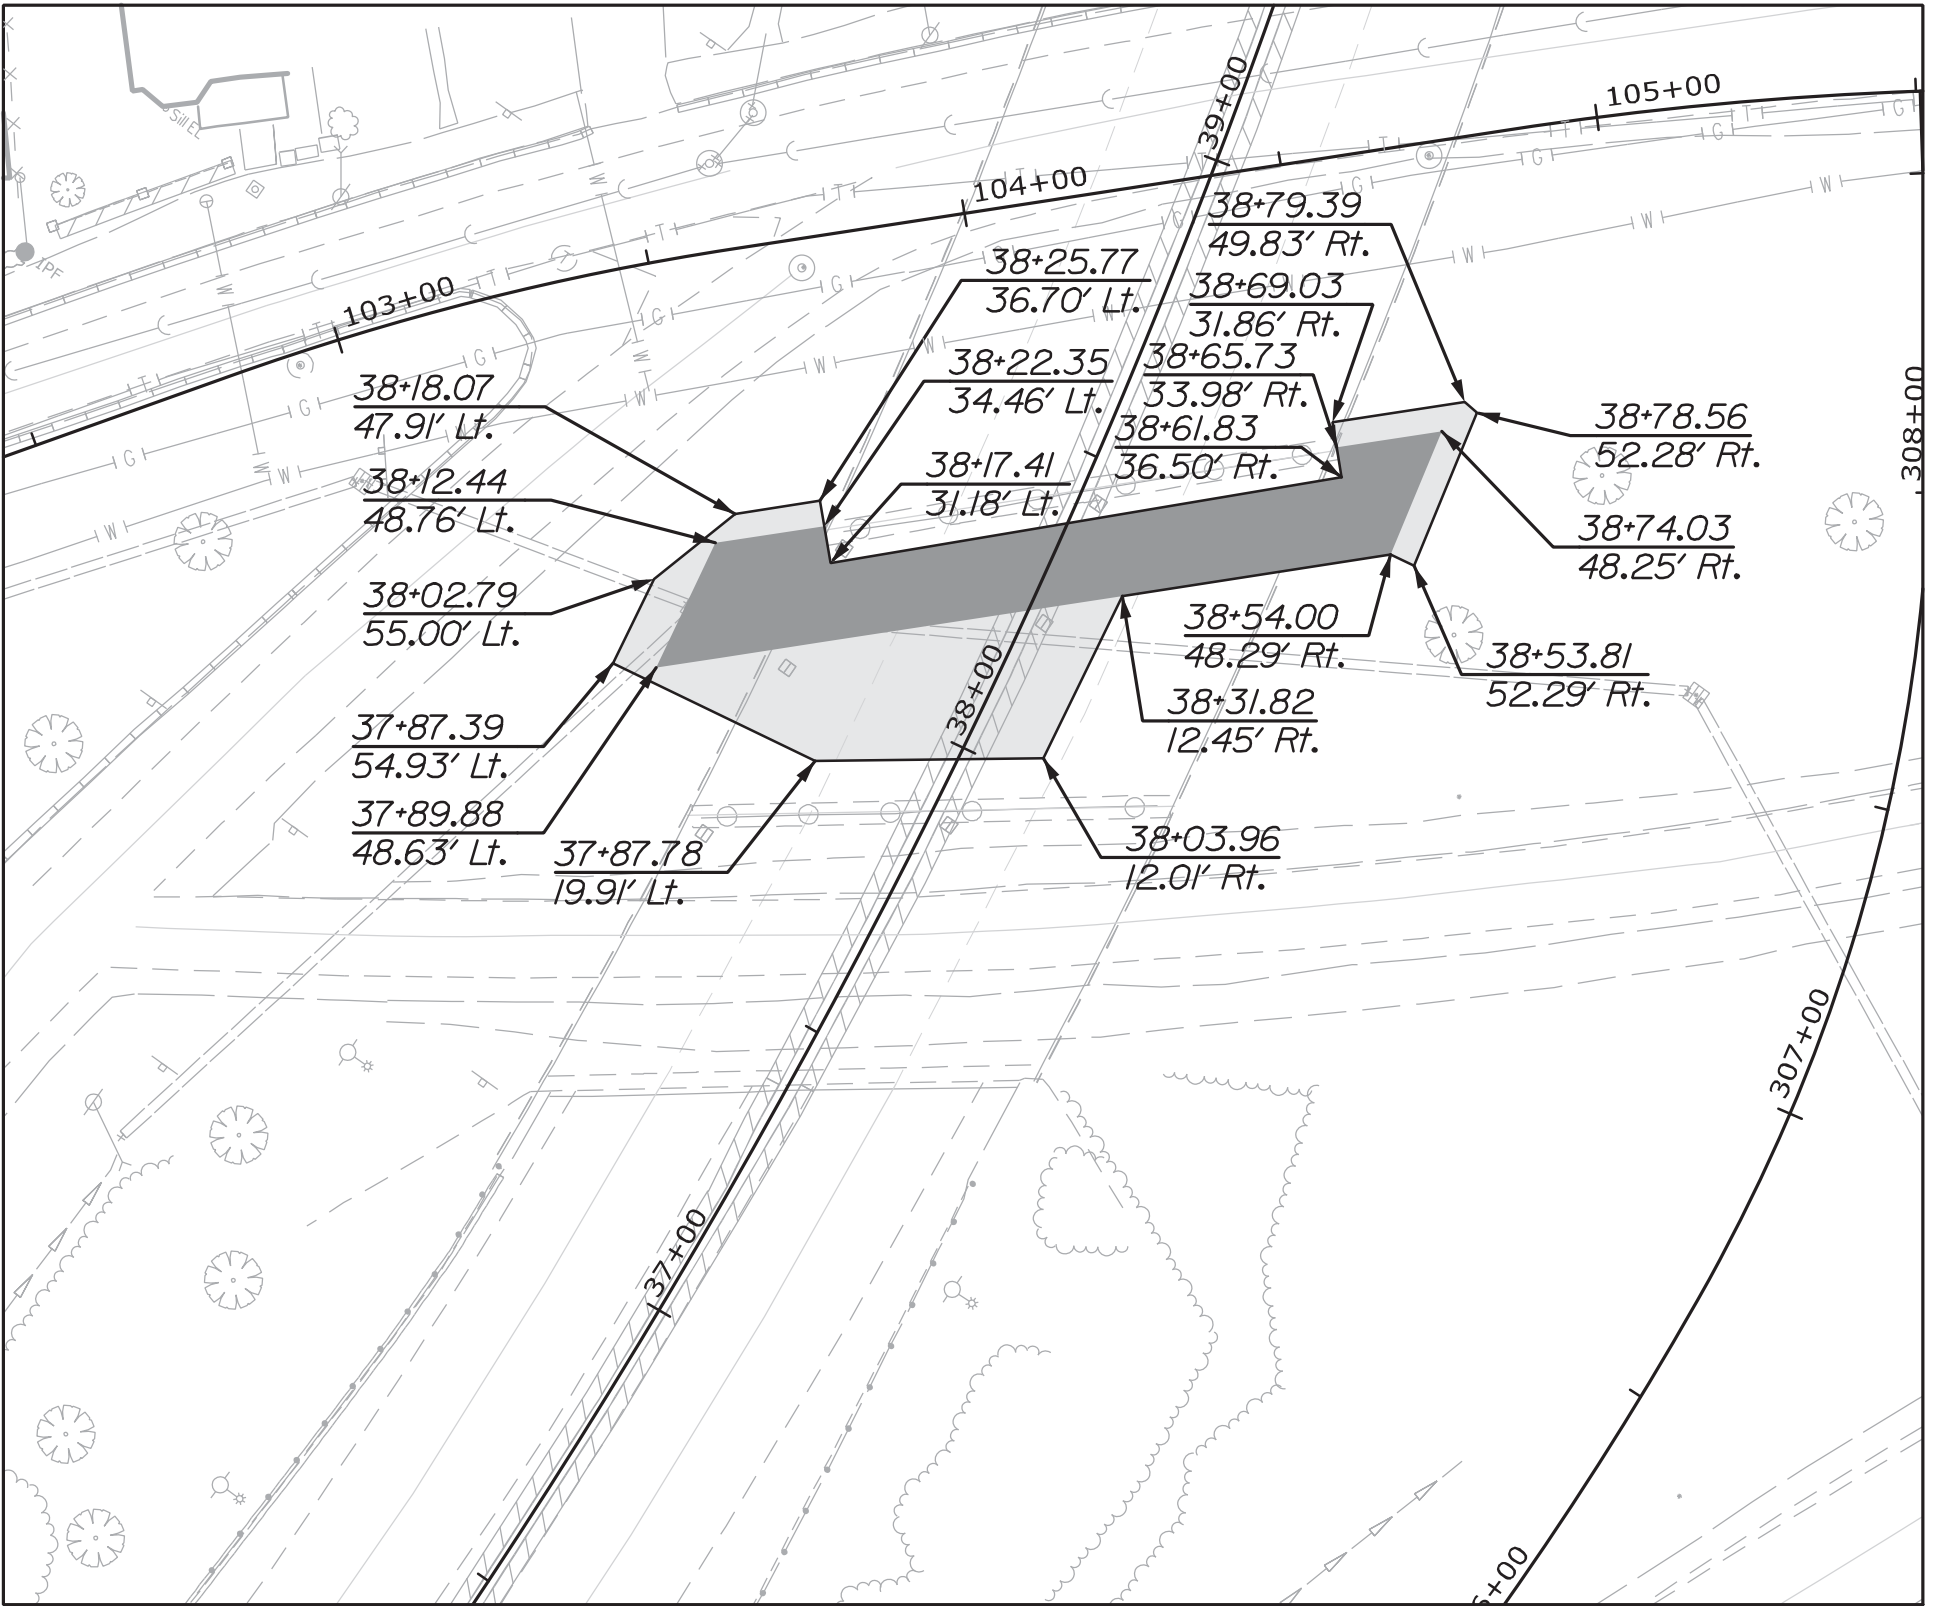 39+00
105+00
Sill EL
104+00
38+79.39
49.83' Rt.
IPF
38+25.77
36.70' Lt.
38+69.03
31.86' Rt.
103+00
38+22.35
34.46' Lt.
38+65.73
33.98' Rt.
38+18.07
47.91' Lt.
38+61.83
36.50' Rt.
38+78.56
52.28' Rt.
308+00
38+12.44
48.76' Lt.
38+17.41
31.18' Lt.
38+74.03
48.25' Rt.
38+02.79
55.00' Lt.
38+54.00
48.29' Rt.
38+53.81
52.29' Rt.
38+00
37+87.39
54.93' Lt.
38+31.82
12.45' Rt.
37+89.88
48.63' Lt.
37+87.78
19.91' Lt.
38+03.96
12.01' Rt.
307+00
37+00
+00
T T T T T T T T T
G G G G G G G G G G
W W W W W W W W W W